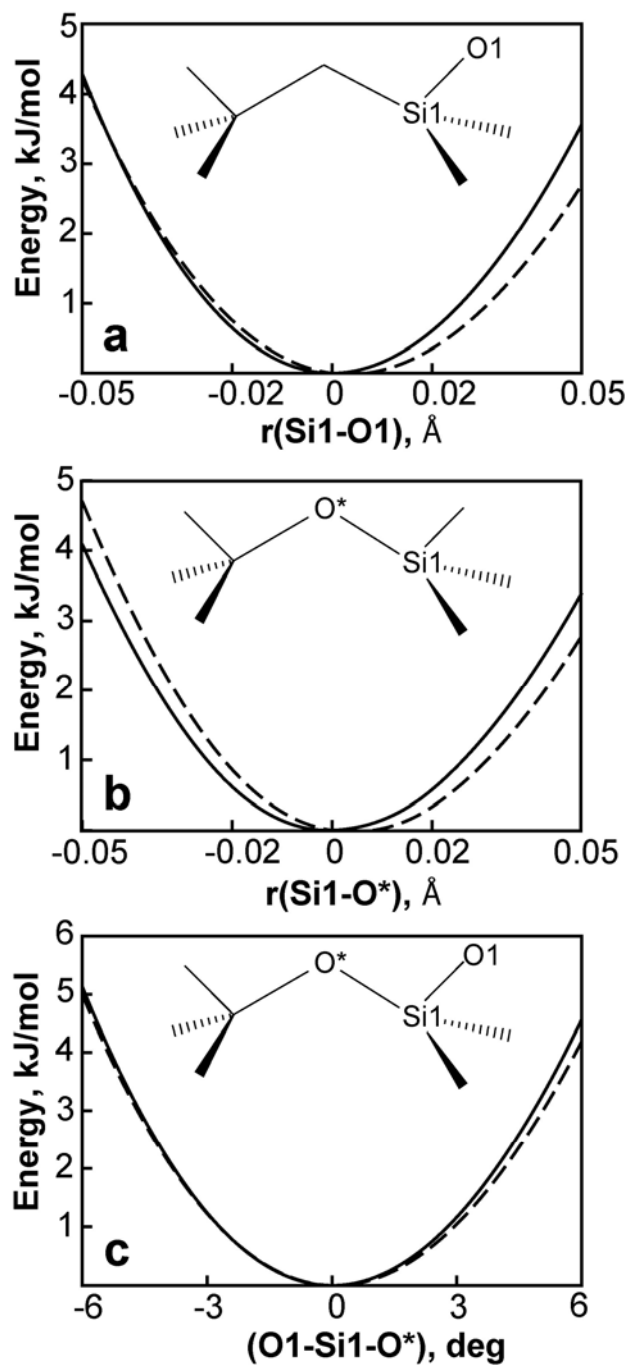 5
4
3
2
1
Energy, kJ/mol
O1
Si1
a
-0.05 -0.02 0 0.02 0.05
r(Si1-O1), Å
5
4
3
2
1
Energy, kJ/mol
O*
Si1
b
-0.05 -0.02 0 0.02 0.05
r(Si1-O*), Å
6
5
4
3
2
1
Energy, kJ/mol
O* O1
Si1
c
-6 -3 0 3 6
(O1-Si1-O*), deg